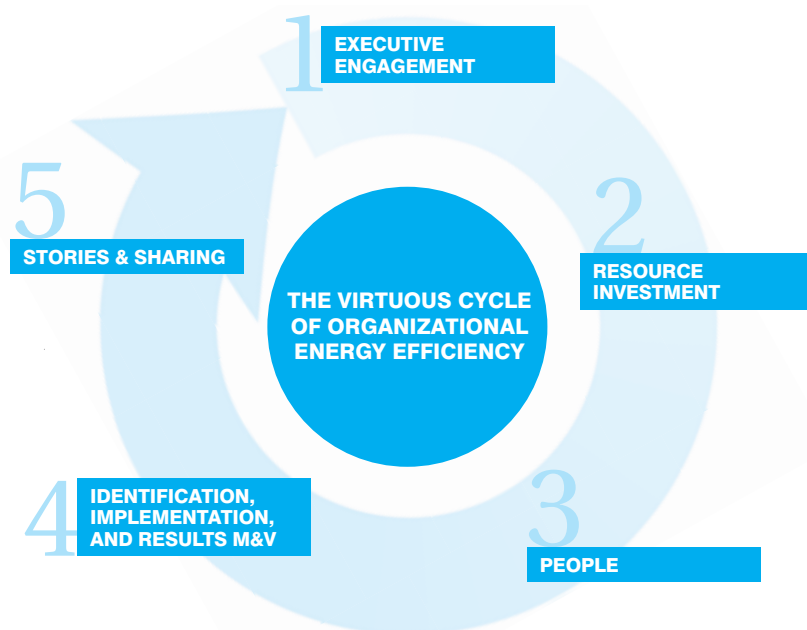 1
EXECUTIVE
ENGAGEMENT
2
RESOURCE
INVESTMENT
3
PEOPLE
4
IDENTIFICATION,
IMPLEMENTATION,
AND RESULTS M&V
5
STORIES & SHARING
THE VIRTUOUS CYCLE
OF ORGANIZATIONAL
ENERGY EFFICIENCY